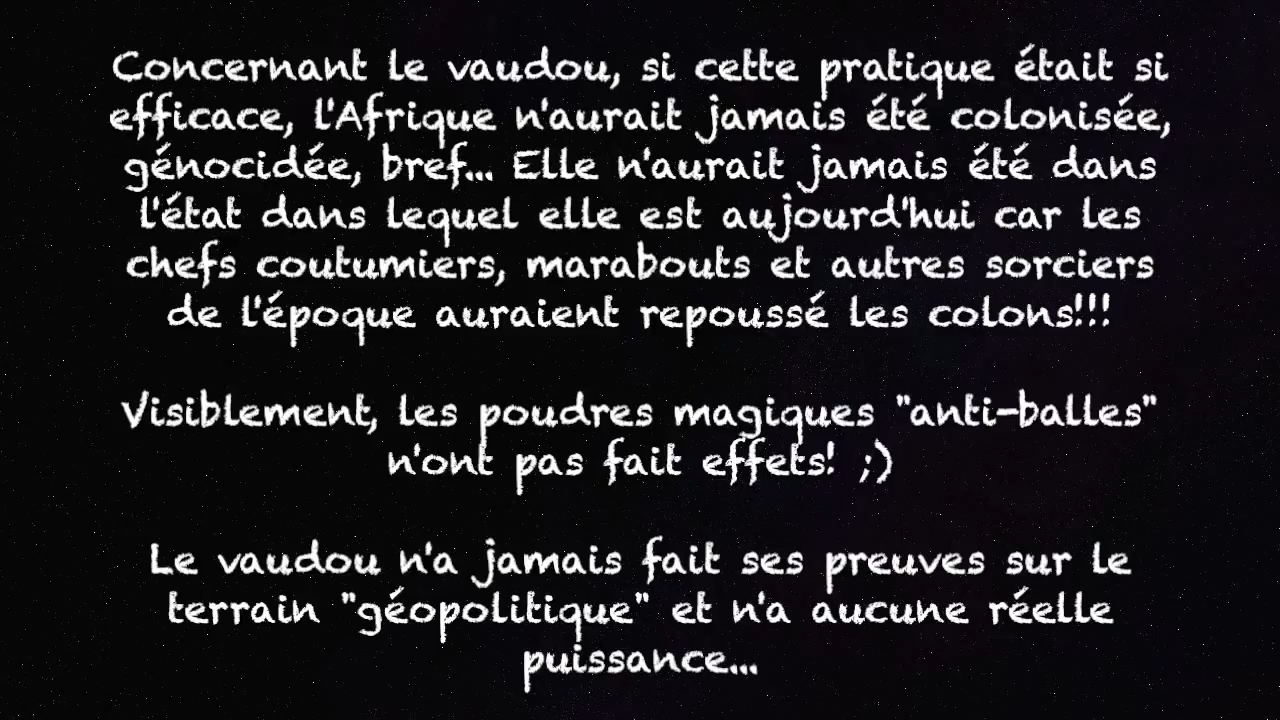 Concernant le vaudou, si cette pratique était si
efficace, l'Afrique n'aurait jamais été colonisée,
génocidée, bref... Elle n'aurait jamais été dans
l'état dans lequel elle est aujourd'hui car les
chefs coutumiers, marabouts et autres sorciers
de l'époque auraient repoussé les colons!!!
Visiblement, les poudres magiques "anti-balles"
n'ont pas fait effets! ;)
Le vaudou n'a jamais fait ses preuves sur le
terrain "géopolitique" et n'a aucune réelle
puissance...